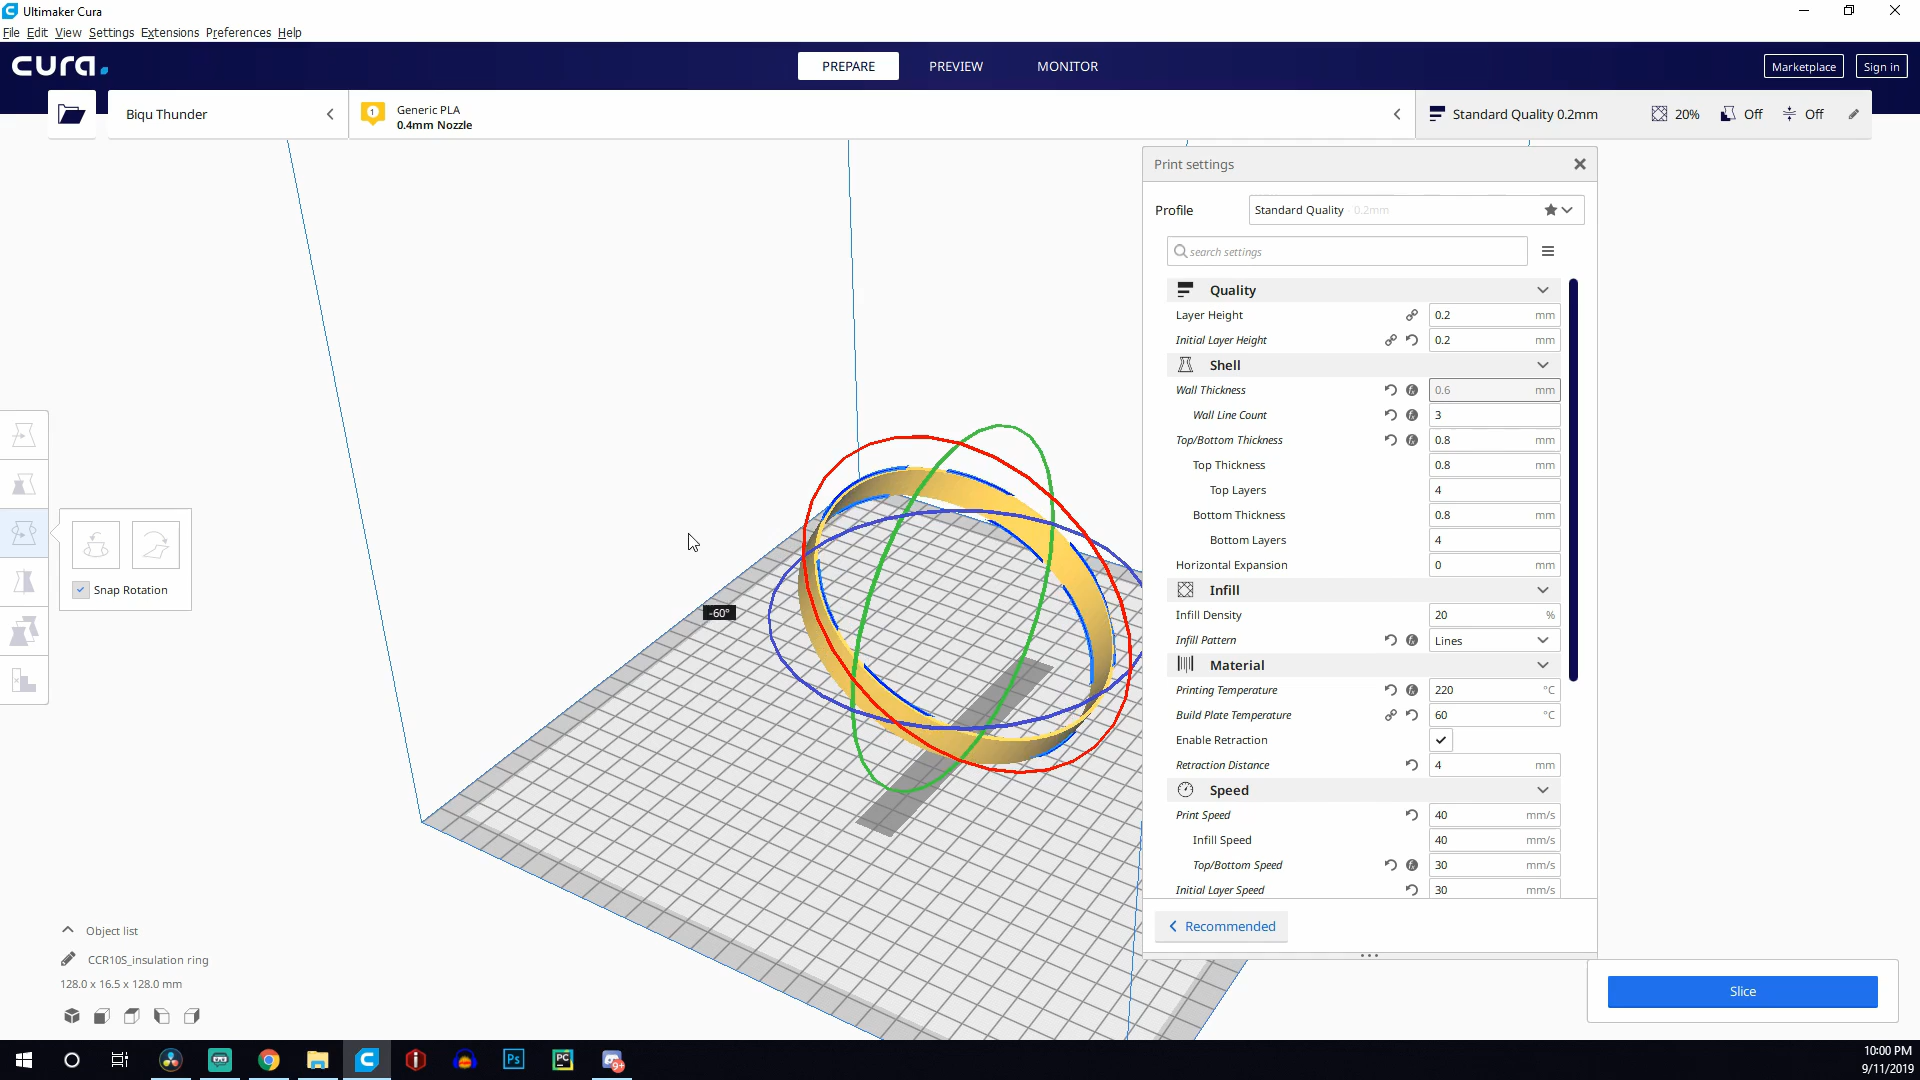 Ultimaker Cura
File Edit View Settings Extensions Preferences Help
cura.
PREPARE PREVIEW MONITOR
Marketplace Sign in
Biqu Thunder
1 Generic PLA
0.4mm Nozzle
Standard Quality 0.2mm 20% Off Off
Print settings
Profile Standard Quality 0.2mm
search settings
Quality
Layer Height 0.2 mm
Initial Layer Height 0.2 mm
Shell
Wall Thickness 0.6 mm
Wall Line Count 3
Top/Bottom Thickness 0.8 mm
Top Thickness 0.8 mm
Top Layers 4
Bottom Thickness 0.8 mm
Bottom Layers 4
Horizontal Expansion 0 mm
Infill
Infill Density 20 %
Infill Pattern Lines
Material
Printing Temperature 220 °C
Build Plate Temperature 60 °C
Enable Retraction
Retraction Distance 4 mm
Speed
Print Speed 40 mm/s
Infill Speed 40 mm/s
Top/Bottom Speed 30 mm/s
Initial Layer Speed 30 mm/s
Recommended
Snap Rotation
-60°
Object list
CCR10S_insulation ring
128.0 x 16.5 x 128.0 mm
Slice
Ps
PC
9+
10:00 PM
9/11/2019